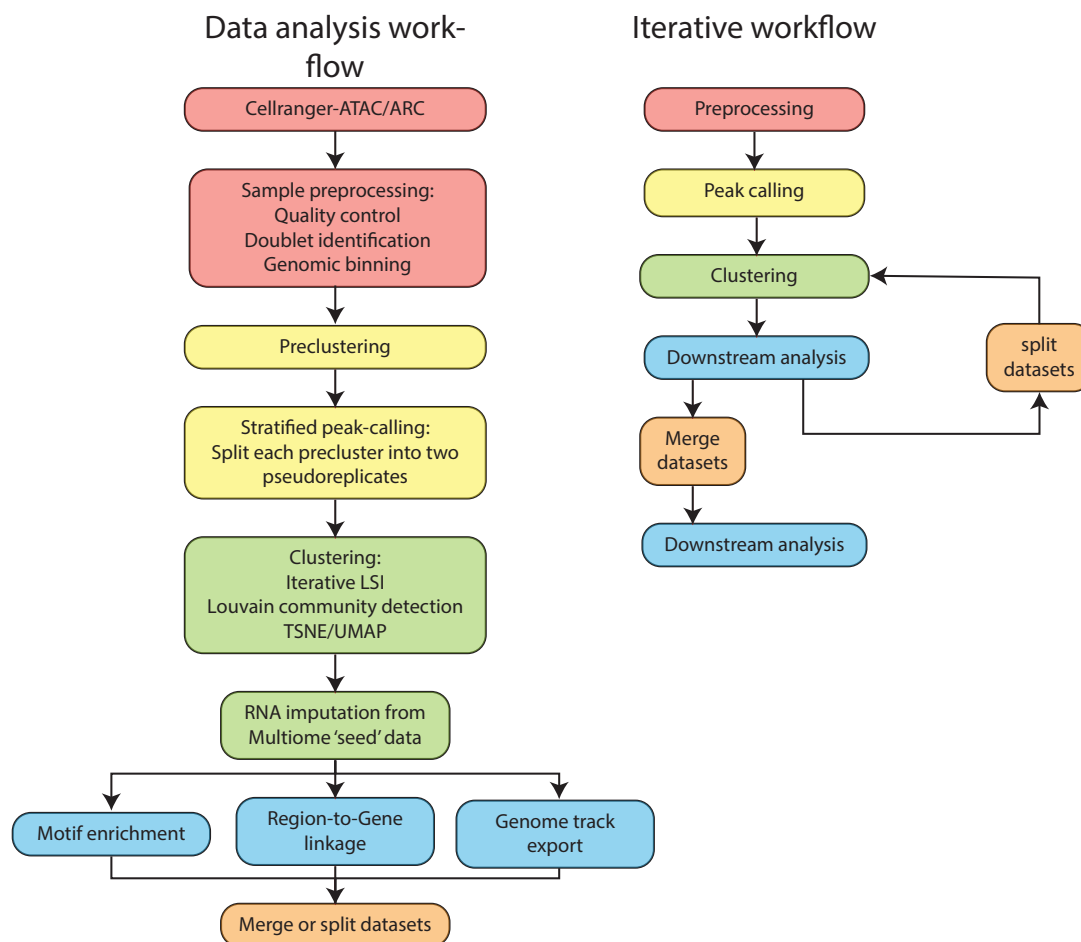 Data analysis work-
flow
Cellranger-ATAC/ARC
Sample preprocessing:
Quality control
Doublet identification
Genomic binning
Preclustering
Stratified peak-calling:
Split each precluster into two
pseudoreplicates
Clustering:
Iterative LSI
Louvain community detection
TSNE/UMAP
RNA imputation from
Multiome ‘seed’ data
Motif enrichment
Region-to-Gene
linkage
Genome track
export
Merge or split datasets
Iterative workflow
Preprocessing
Peak calling
Clustering
Downstream analysis
split
datasets
Merge
datasets
Downstream analysis